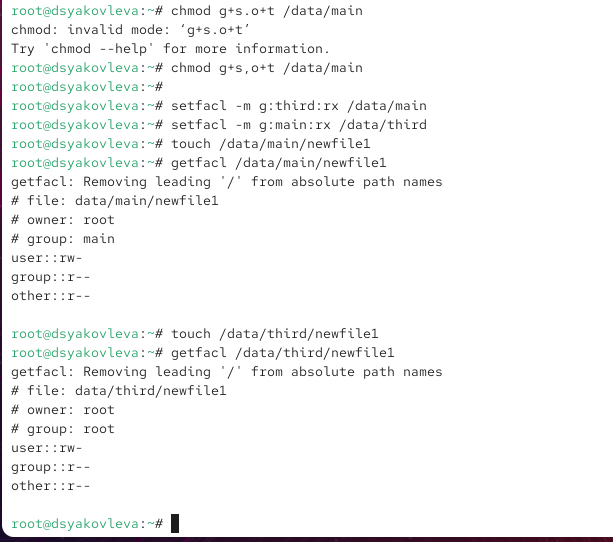 root@dsyakovleva:~# chmod g+s.o+t /data/main
chmod: invalid mode: ‘g+s.o+t’
Try 'chmod --help' for more information.
root@dsyakovleva:~# chmod g+s,o+t /data/main
root@dsyakovleva:~#
root@dsyakovleva:~# setfacl -m g:third:rx /data/main
root@dsyakovleva:~# setfacl -m g:main:rx /data/third
root@dsyakovleva:~# touch /data/main/newfile1
root@dsyakovleva:~# getfacl /data/main/newfile1
getfacl: Removing leading '/' from absolute path names
# file: data/main/newfile1
# owner: root
# group: main
user::rw-
group::r--
other::r--

root@dsyakovleva:~# touch /data/third/newfile1
root@dsyakovleva:~# getfacl /data/third/newfile1
getfacl: Removing leading '/' from absolute path names
# file: data/third/newfile1
# owner: root
# group: root
user::rw-
group::r--
other::r--

root@dsyakovleva:~#